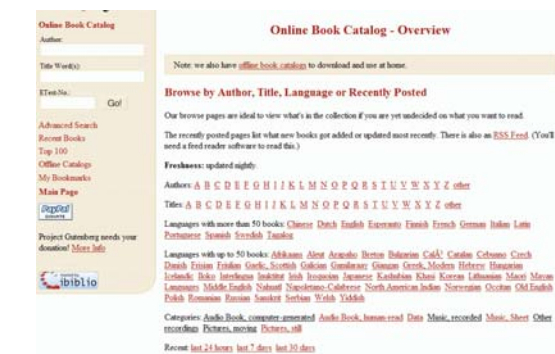 Online Book Catalog
Author:
Title Word(s):
EText-No.:
Go!
Advanced Search
Recent Books
Top 100
Offline Catalogs
My Bookmarks
Main Page
PayPal
DONATE
Project Gutenberg needs your
donation! More Info
hosted by
ibiblio
Online Book Catalog - Overview
Note: we also have offline book catalogs to download and use at home.
Browse by Author, Title, Language or Recently Posted
Our browse pages are ideal to view what's in the collection if you are yet undecided on what you want to read.
The recently posted pages list what new books got added or updated most recently. There is also an RSS Feed. (You'll
need a feed reader software to read this.)
Freshness: updated nightly.
Authors: A B C D E F G H I J K L M N O P Q R S T U V W X Y Z other
Titles: A B C D E F G H I J K L M N O P Q R S T U V W X Y Z other
Languages with more than 50 books: Chinese Dutch English Esperanto Finnish French German Italian Latin
Portuguese Spanish Swedish Tagalog
Languages with up to 50 books: Afrikaans Aleut Arapaho Breton Bulgarian Catalan Cebuano Czech
Danish Frisian Friulian Gaelic, Scottish Galician Gamilaraay Giangan Greek, Modern Hebrew Hungarian
Icelandic Iloko Interlingua Inuktitut Irish Iroquoian Japanese Kashubian Khasi Korean Lithuanian Maori Mayan
Languages Middle English Nahuatl Napoletano-Calabrese North American Indian Norwegian Occitan Old English
Polish Romanian Russian Sanskrit Serbian Welsh Yiddish
Categories: Audio Book, computer-generated Audio Book, human-read Data Music, recorded Music, Sheet Other
recordings Pictures, moving Pictures, still
Recent: last 24 hours last 7 days last 30 days